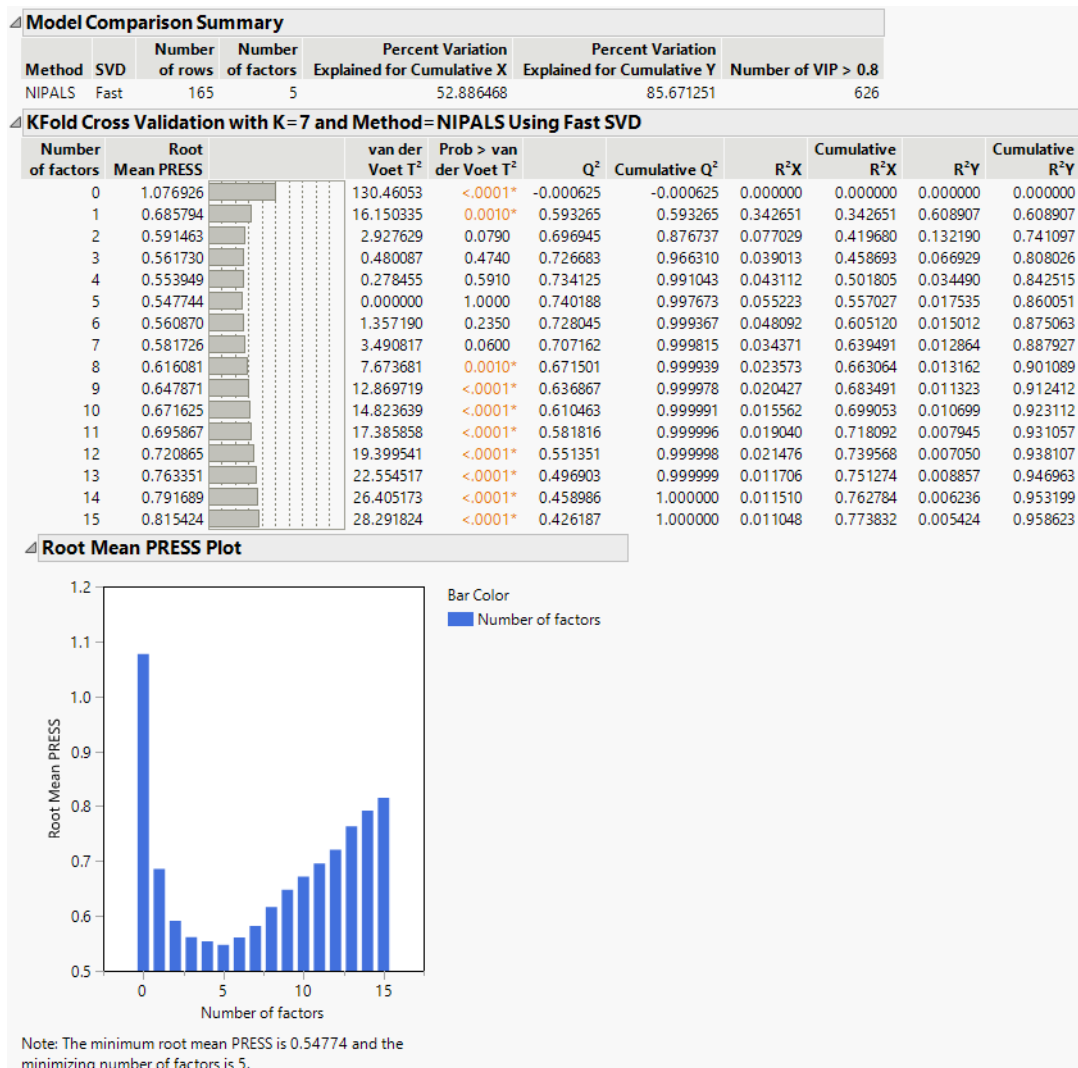 Model Comparison Summary
Number Number Percent Variation Percent Variation
Method SVD of rows of factors Explained for Cumulative X Explained for Cumulative Y Number of VIP > 0.8
NIPALS Fast 165 5 52.886468 85.671251 626
KFold Cross Validation with K=7 and Method=NIPALS Using Fast SVD
Number Root van der Prob > van Cumulative Cumulative
of factors Mean PRESS Voet T² der Voet T² Q² Cumulative Q² R²X R²X R²Y R²Y
0 1.076926 130.46053 <.0001* -0.000625 -0.000625 0.000000 0.000000 0.000000 0.000000
1 0.685794 16.150335 0.0010* 0.593265 0.593265 0.342651 0.342651 0.608907 0.608907
2 0.591463 2.927629 0.0790 0.696945 0.876737 0.077029 0.419680 0.132190 0.741097
3 0.561730 0.480087 0.4740 0.726683 0.966310 0.039013 0.458693 0.066929 0.808026
4 0.553949 0.278455 0.5910 0.734125 0.991043 0.043112 0.501805 0.034490 0.842515
5 0.547744 0.000000 1.0000 0.740188 0.997673 0.055223 0.557027 0.017535 0.860051
6 0.560870 1.357190 0.2350 0.728045 0.999367 0.048092 0.605120 0.015012 0.875063
7 0.581726 3.490817 0.0600 0.707162 0.999815 0.034371 0.639491 0.012864 0.887927
8 0.616081 7.673681 0.0010* 0.671501 0.999939 0.023573 0.663064 0.013162 0.901089
9 0.647871 12.869719 <.0001* 0.636867 0.999978 0.020427 0.683491 0.011323 0.912412
10 0.671625 14.823639 <.0001* 0.610463 0.999991 0.015562 0.699053 0.010699 0.923112
11 0.695867 17.385858 <.0001* 0.581816 0.999996 0.019040 0.718092 0.007945 0.931057
12 0.720865 19.399541 <.0001* 0.551351 0.999998 0.021476 0.739568 0.007050 0.938107
13 0.763351 22.554517 <.0001* 0.496903 0.999999 0.011706 0.751274 0.008857 0.946963
14 0.791689 26.405173 <.0001* 0.458986 1.000000 0.011510 0.762784 0.006236 0.953199
15 0.815424 28.291824 <.0001* 0.426187 1.000000 0.011048 0.773832 0.005424 0.958623
Root Mean PRESS Plot
1.2
1.1
1.0
0.9
0.8
0.7
0.6
0.5
Root Mean PRESS
0 5 10 15
Number of factors
Bar Color
Number of factors
Note: The minimum root mean PRESS is 0.54774 and the
minimizing number of factors is 5.